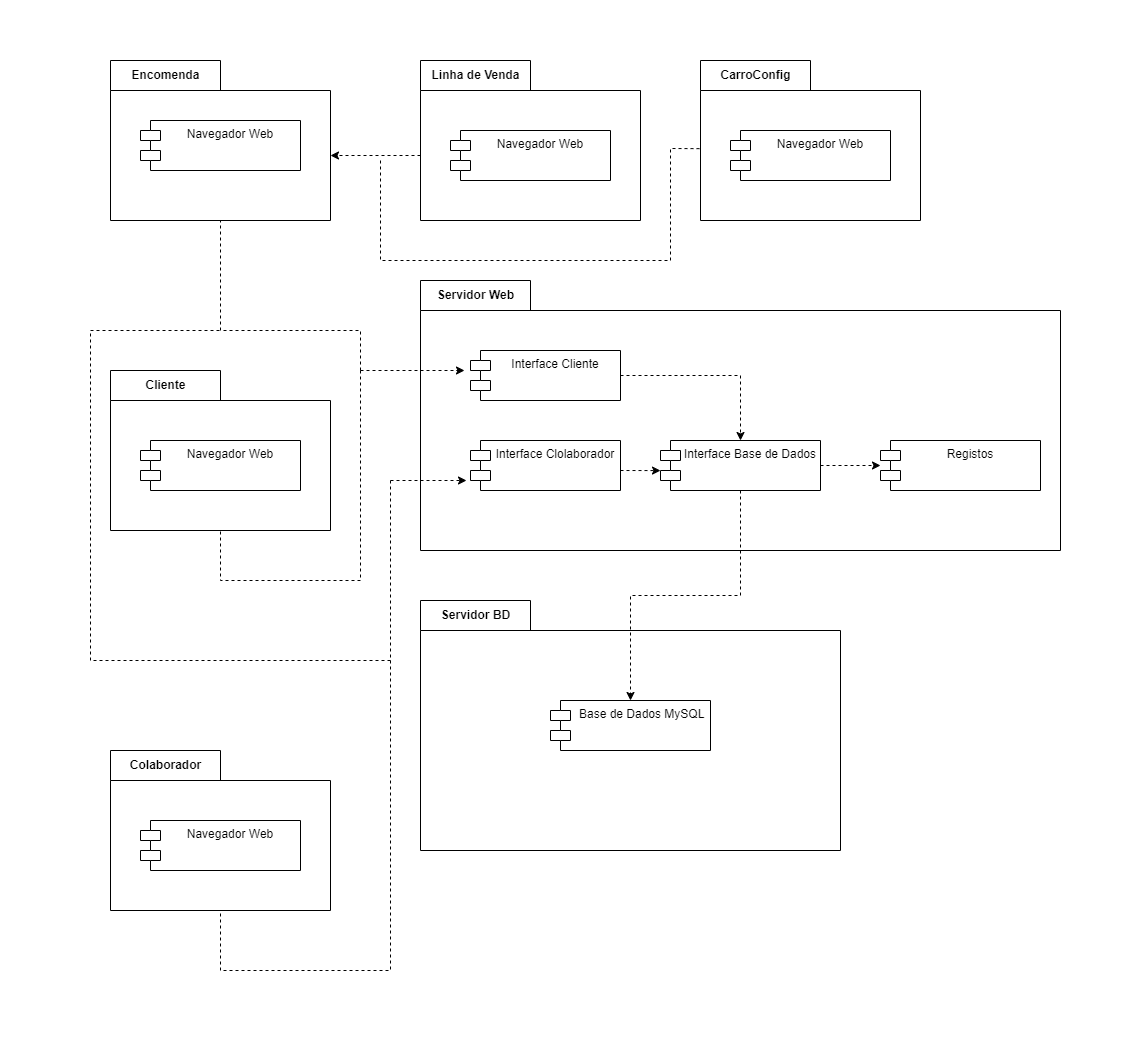 Encomenda
Linha de Venda
CarroConfig
Navegador Web
Navegador Web
Navegador Web
Servidor Web
Interface Cliente
Cliente
Navegador Web
Interface Clolaborador
Interface Base de Dados
Registos
Servidor BD
Base de Dados MySQL
Colaborador
Navegador Web